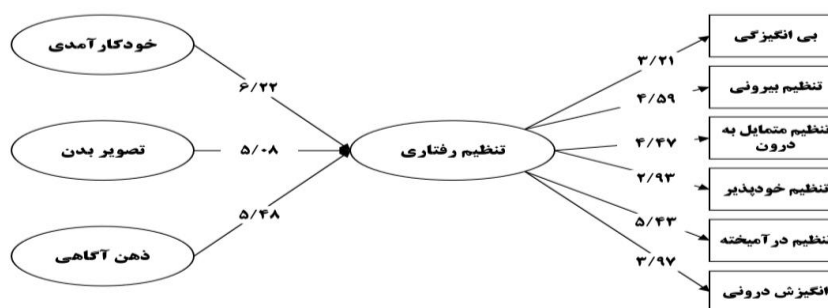 خودکارآمدی
تصویر بدن
ذهن آگاهی
۶/۲۲
۵/۰۸
۵/۴۸
تنظیم رفتاری
۳/۲۱
۴/۵۹
۴/۴۷
۲/۹۳
۵/۴۳
۳/۹۷
بی انگیزگی
تنظیم بیرونی
تنظیم متمایل به
درون
تنظیم خودپذیر
تنظیم درآمیخته
انگیزش درونی